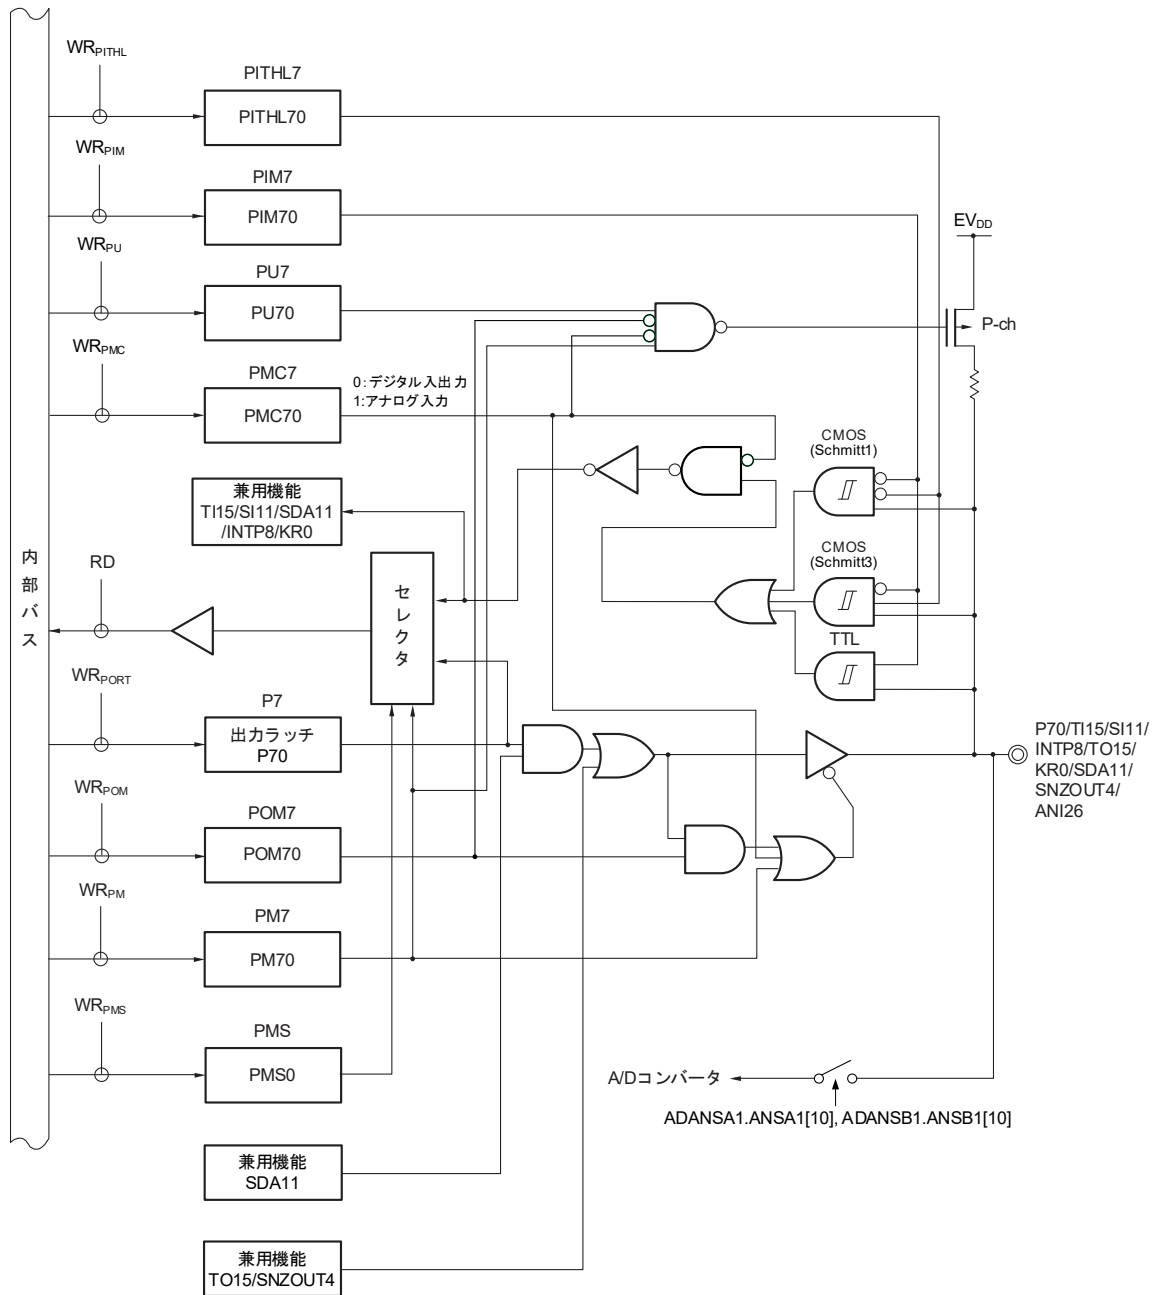 WRPITHL
PITHL7
PITHL70
WRPIM
PIM7
PIM70
WRPU
PU7
PU70
EVDD
P-ch
WRPMC
PMC7
PMC70
0:デジタル入出力
1:アナログ入力
CMOS
(Schmitt1)
兼用機能
TI15/SI11/SDA11
/INTP8/KR0
内部バス
RD
セレクタ
CMOS
(Schmitt3)
TTL
WRPORT
P7
出力ラッチ
P70
P70/TI15/SI11/
INTP8/TO15/
KR0/SDA11/
SNZOUT4/
ANI26
WRPOM
POM7
POM70
WRPM
PM7
PM70
WRPMS
PMS
PMS0
A/Dコンバータ
ADANSA1.ANSA1[10], ADANSB1.ANSB1[10]
兼用機能
SDA11
兼用機能
TO15/SNZOUT4